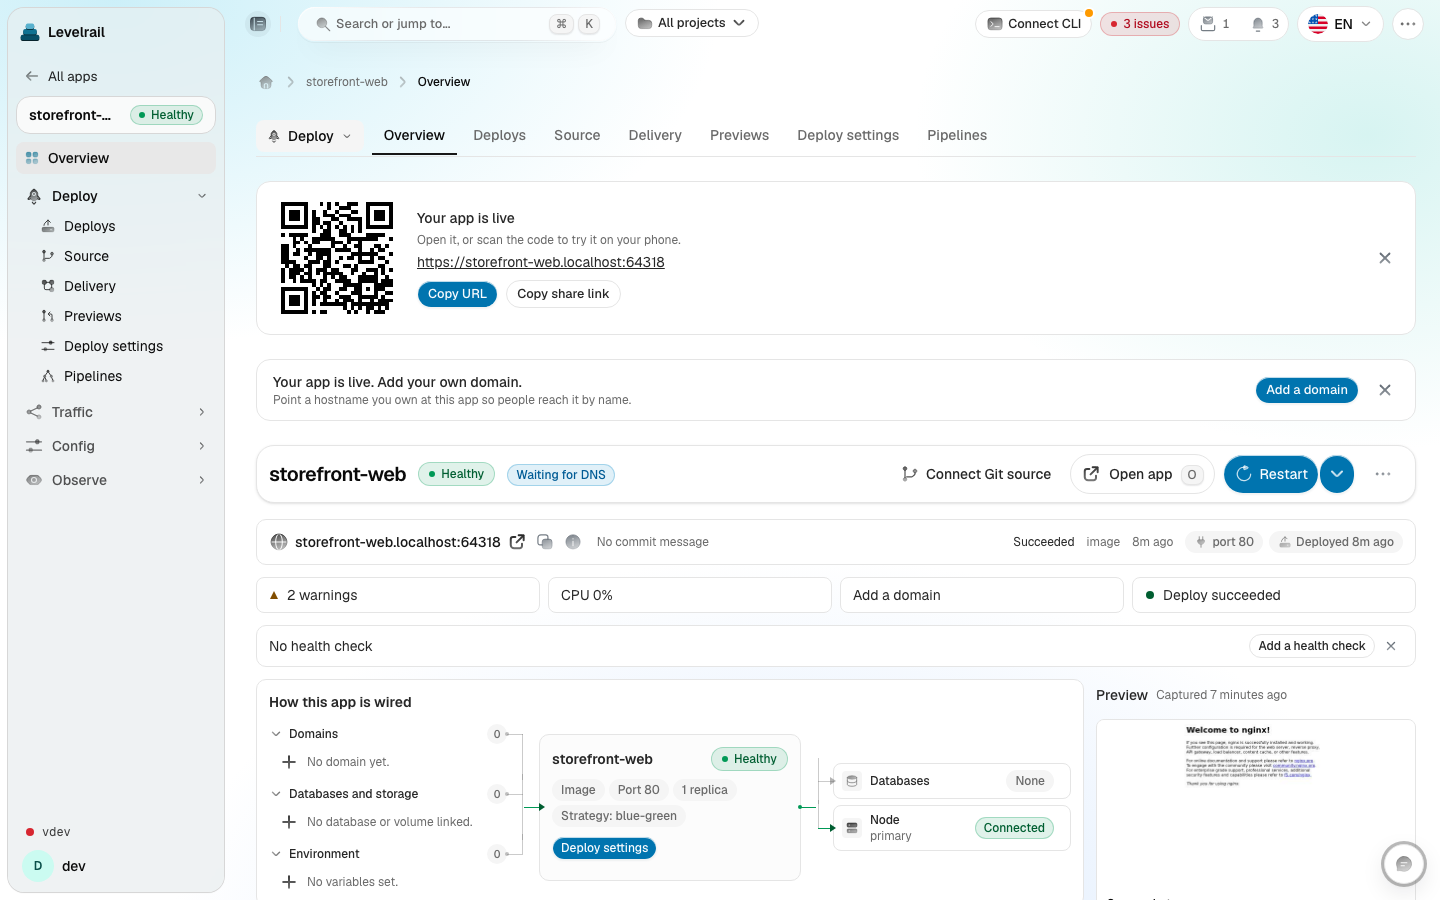 Levelrail
All apps
storefront-...
Healthy
Overview
Deploy
Deploys
Source
Delivery
Previews
Deploy settings
Pipelines
Traffic
Config
Observe
vdev
D
dev
Search or jump to...
⌘ K
All projects
Connect CLI
3 issues
1
3
EN
storefront-web
Overview
Deploy
Overview
Deploys
Source
Delivery
Previews
Deploy settings
Pipelines
Your app is live
Open it, or scan the code to try it on your phone.
https://storefront-web.localhost:64318
Copy URL
Copy share link
Your app is live. Add your own domain.
Point a hostname you own at this app so people reach it by name.
Add a domain
storefront-web
Healthy
Waiting for DNS
Connect Git source
Open app
O
Restart
storefront-web.localhost:64318
No commit message
Succeeded
image
8m ago
port 80
Deployed 8m ago
2 warnings
CPU 0%
Add a domain
Deploy succeeded
No health check
Add a health check
How this app is wired
Domains
0
No domain yet.
Databases and storage
0
No database or volume linked.
Environment
0
No variables set.
storefront-web
Healthy
Image
Port 80
1 replica
Strategy: blue-green
Deploy settings
Databases
None
Node
primary
Connected
Preview
Captured 7 minutes ago
Welcome to nginx!